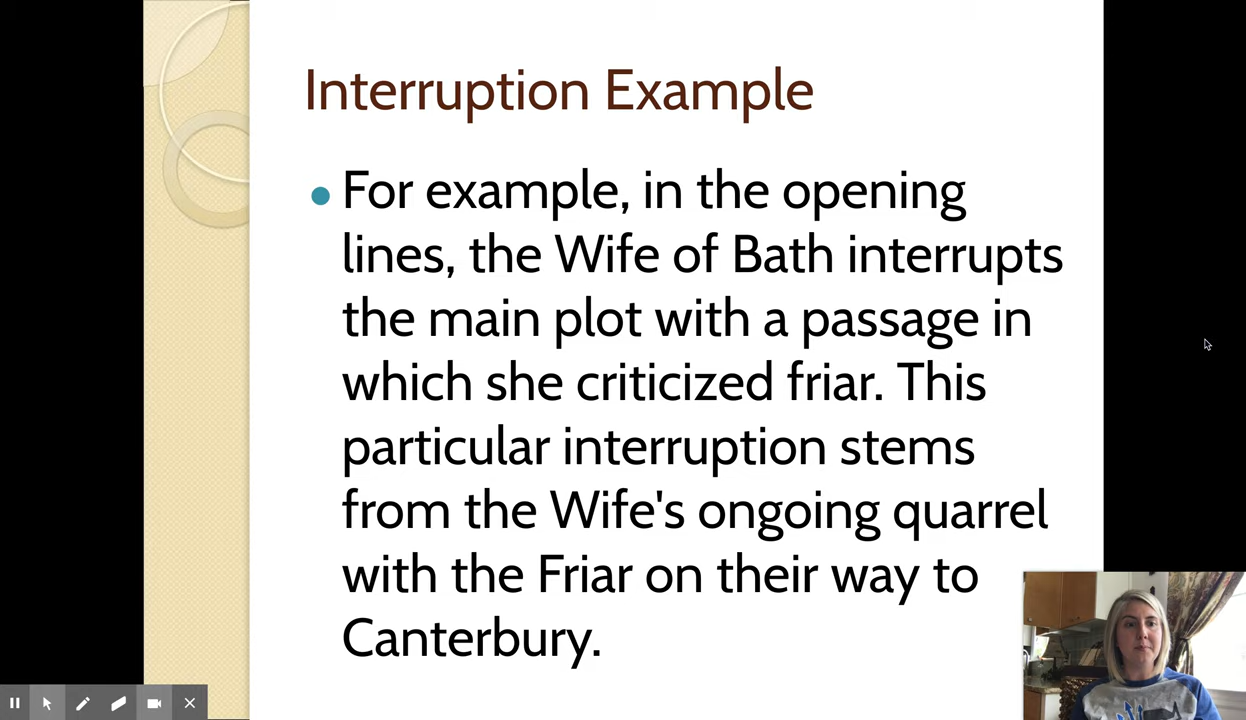 Interruption Example
For example, in the opening
lines, the Wife of Bath interrupts
the main plot with a passage in
which she criticized friar. This
particular interruption stems
from the Wife's ongoing quarrel
with the Friar on their way to
Canterbury.